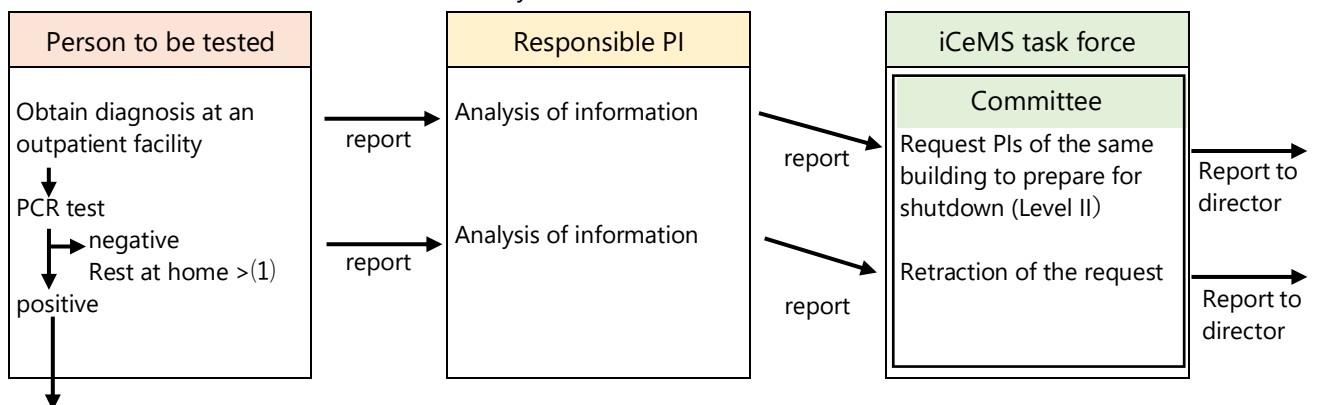 Person to be tested
Obtain diagnosis at an
outpatient facility
PCR test
negative
Rest at home >(1)
positive
report
report
Responsible PI
Analysis of information
Analysis of information
report
report
iCeMS task force
Committee
Request PIs of the same
building to prepare for
shutdown (Level II)
Retraction of the request
Report to
director
Report to
director